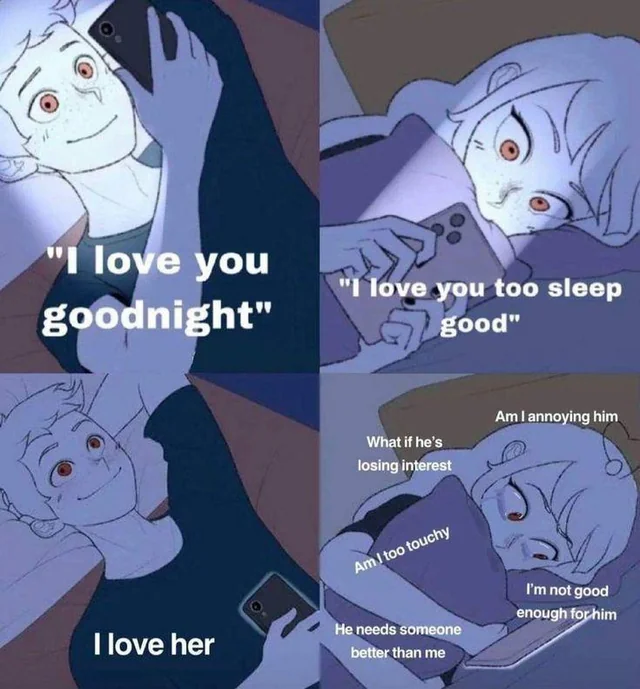 "I love you
goodnight"
"I love you too sleep
good"
I love her
Am I annoying him
What if he's
losing interest
Am I too touchy
I'm not good
enough for him
He needs someone
better than me